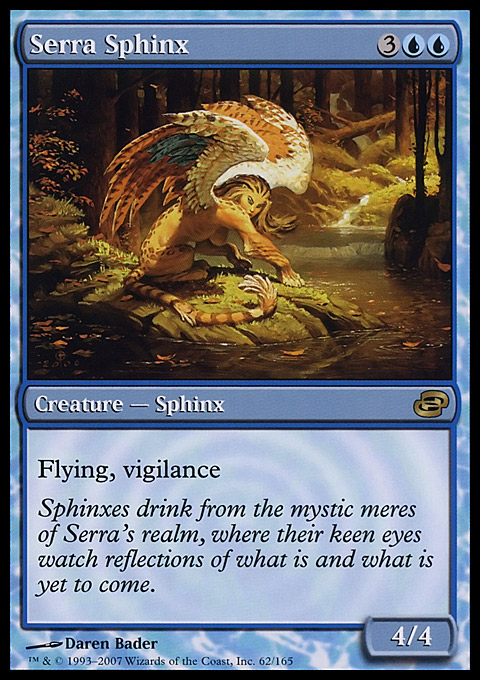 Serra Sphinx 3
Creature — Sphinx
Flying, vigilance
Sphinxes drink from the mystic meres
of Serra's realm, where their keen eyes
watch reflections of what is and what is
yet to come.
4/4
Daren Bader
™ & © 1993–2007 Wizards of the Coast, Inc. 62/165